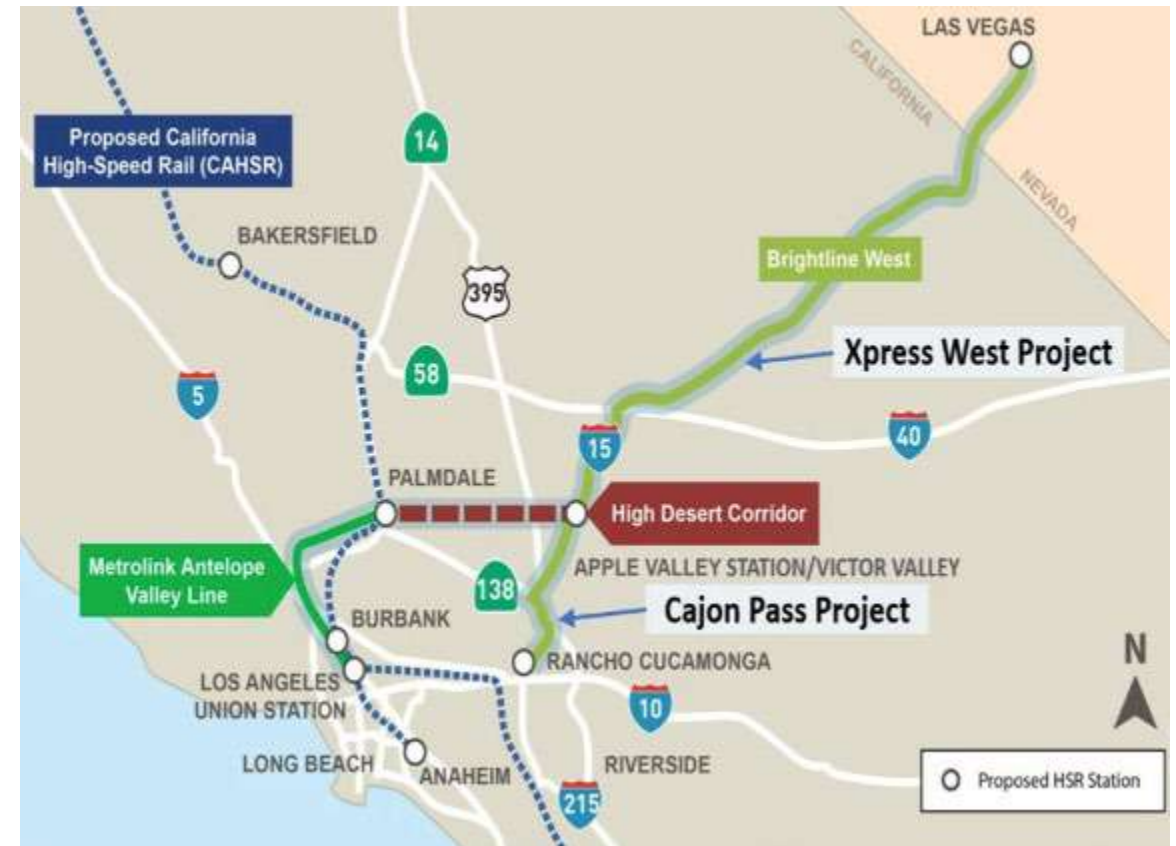 LAS VEGAS
CALIFORNIA
NEVADA
Proposed California
High-Speed Rail (CAHSR)
14
BAKERSFIELD
Brightline West
395
Xpress West Project
58
5
15
40
PALMDALE
High Desert Corridor
Metrolink Antelope
Valley Line
138
APPLE VALLEY STATION/VICTOR VALLEY
Cajon Pass Project
BURBANK
RANCHO CUCAMONGA
LOS ANGELES
UNION STATION
10
N
LONG BEACH
ANAHEIM
RIVERSIDE
215
Proposed HSR Station